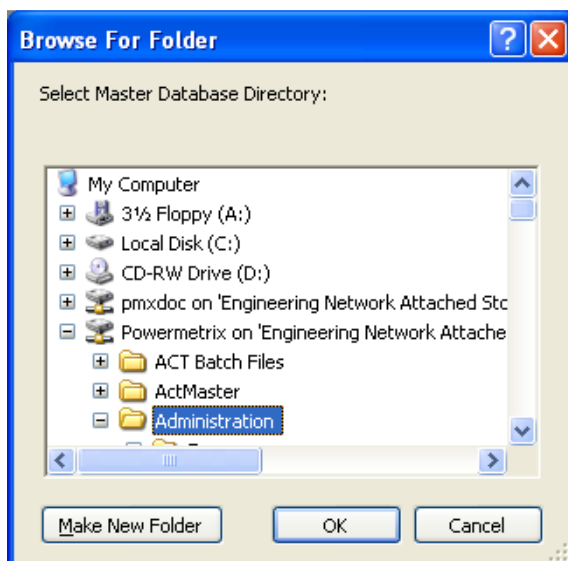 Browse For Folder
Select Master Database Directory:
My Computer
3½ Floppy (A:)
Local Disk (C:)
CD-RW Drive (D:)
pmxdoc on 'Engineering Network Attached Sto
Powermetrix on 'Engineering Network Attache
ACT Batch Files
ActMaster
Administration
Make New Folder
OK
Cancel